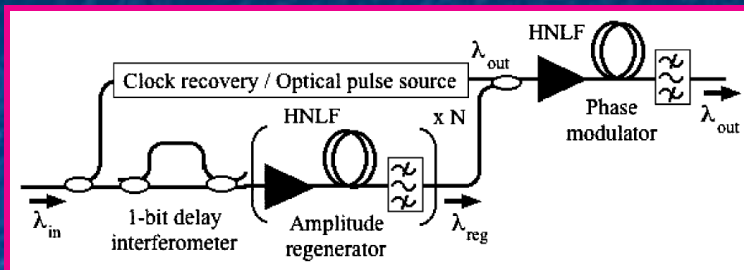 HNLF
λout
Clock recovery / Optical pulse source
HNLF
x N
Phase
modulator
λout
λin
1-bit delay
interferometer
Amplitude
regenerator
λreg